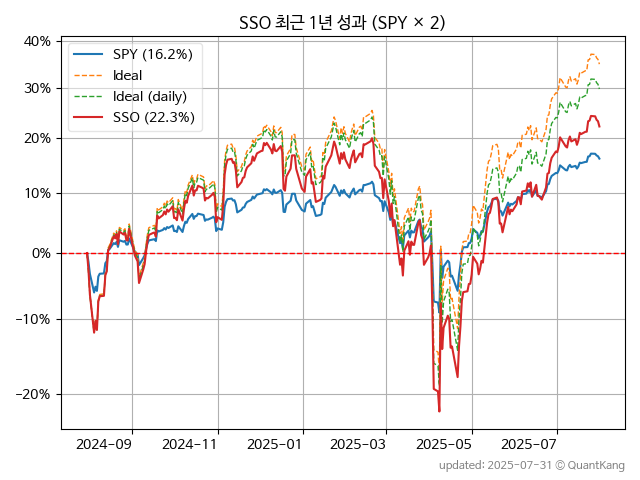 SSO 최근 1년 성과 (SPY × 2)
40%
30%
20%
10%
0%
−10%
−20%
SPY (16.2%)
Ideal
Ideal (daily)
SSO (22.3%)
2024-09
2024-11
2025-01
2025-03
2025-05
2025-07
updated: 2025-07-31 © QuantKang